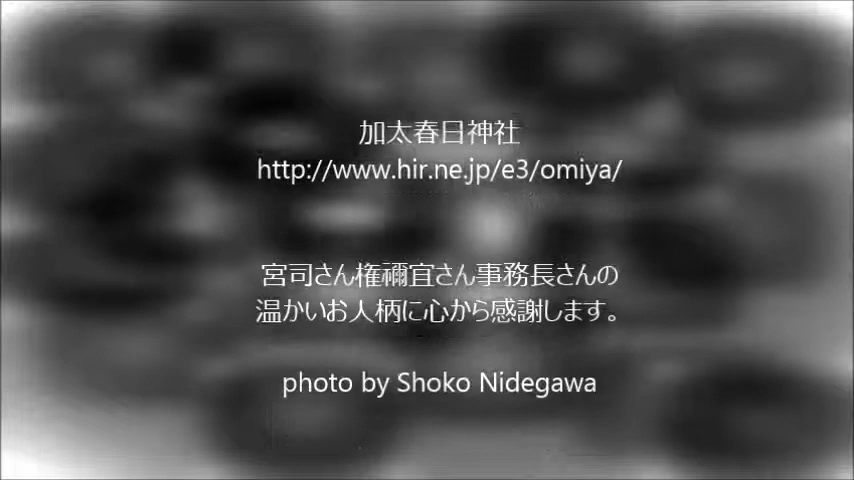 加太春日神社
http://www.hir.ne.jp/e3/omiya/
宮司さん権禰宜さん事務長さんの
温かいお人柄に心から感謝します。
photo by Shoko Nidegawa